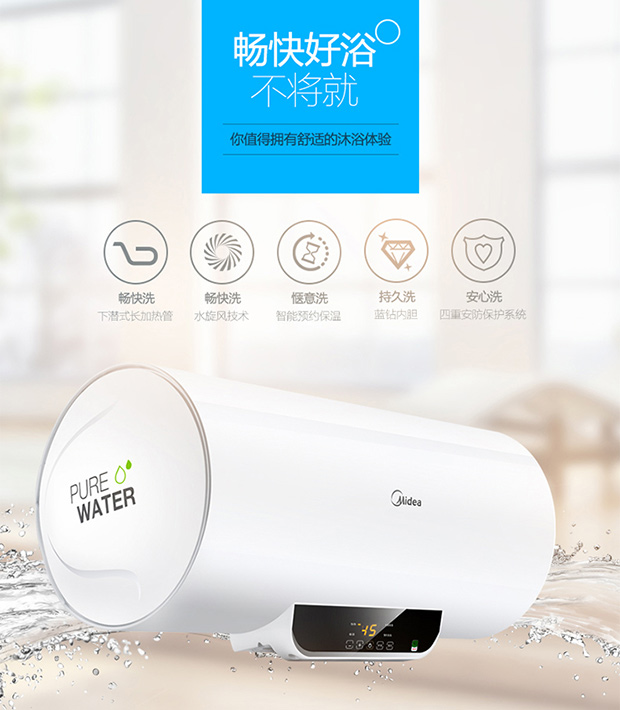 畅快好浴
不将就
你值得拥有舒适的沐浴体验
畅快洗
下潜式长加热管
畅快洗
水旋风技术
惬意洗
智能预约保温
持久洗
蓝钻内胆
安心洗
四重安防保护系统
PURE
WATER
Midea
45